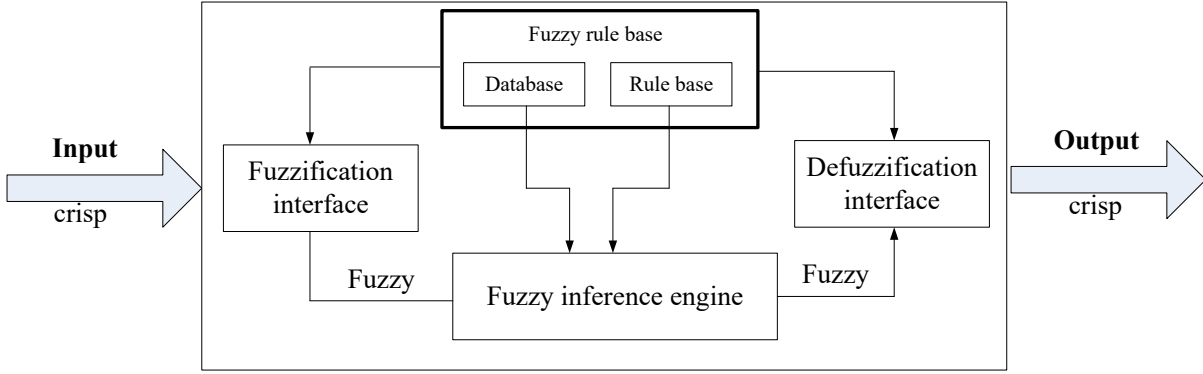 Fuzzy rule base
Database
Rule base
Input
crisp
Fuzzification
interface
Defuzzification
interface
Output
crisp
Fuzzy
Fuzzy inference engine
Fuzzy